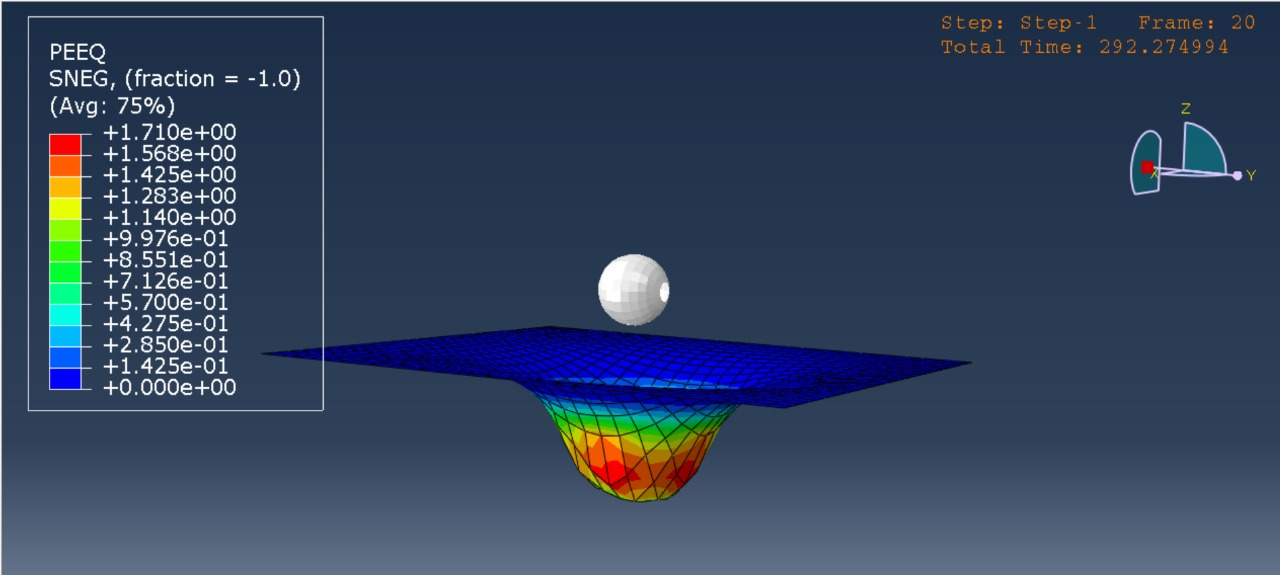 Step: Step-1 Frame: 20
Total Time: 292.274994
PEEQ
SNEG, (fraction = -1.0)
(Avg: 75%)
+1.710e+00
+1.568e+00
+1.425e+00
+1.283e+00
+1.140e+00
+9.976e-01
+8.551e-01
+7.126e-01
+5.700e-01
+4.275e-01
+2.850e-01
+1.425e-01
+0.000e+00
Z
X
Y